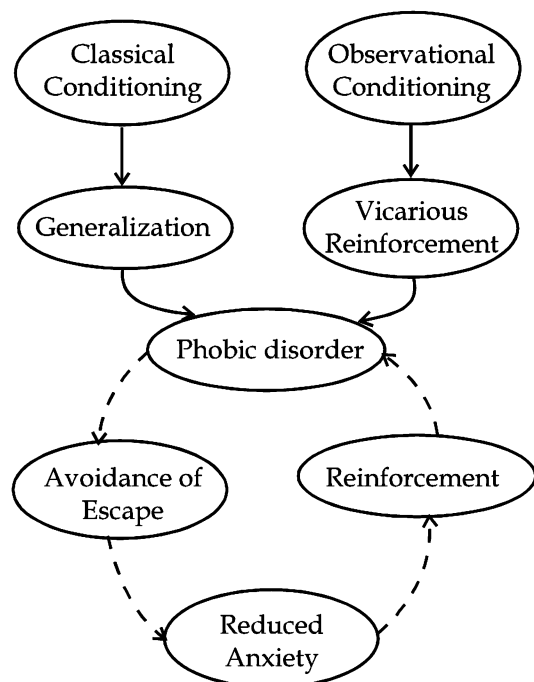 Classical
Conditioning
Observational
Conditioning
Generalization
Vicarious
Reinforcement
Phobic disorder
Avoidance of
Escape
Reinforcement
Reduced
Anxiety